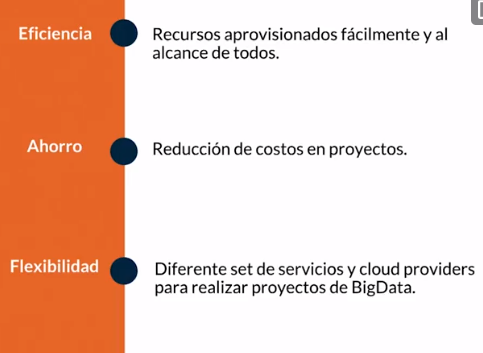 Eficiencia
Recursos aprovisionados fácilmente y al
alcance de todos.
Ahorro
Reducción de costos en proyectos.
Flexibilidad
Diferente set de servicios y cloud providers
para realizar proyectos de BigData.